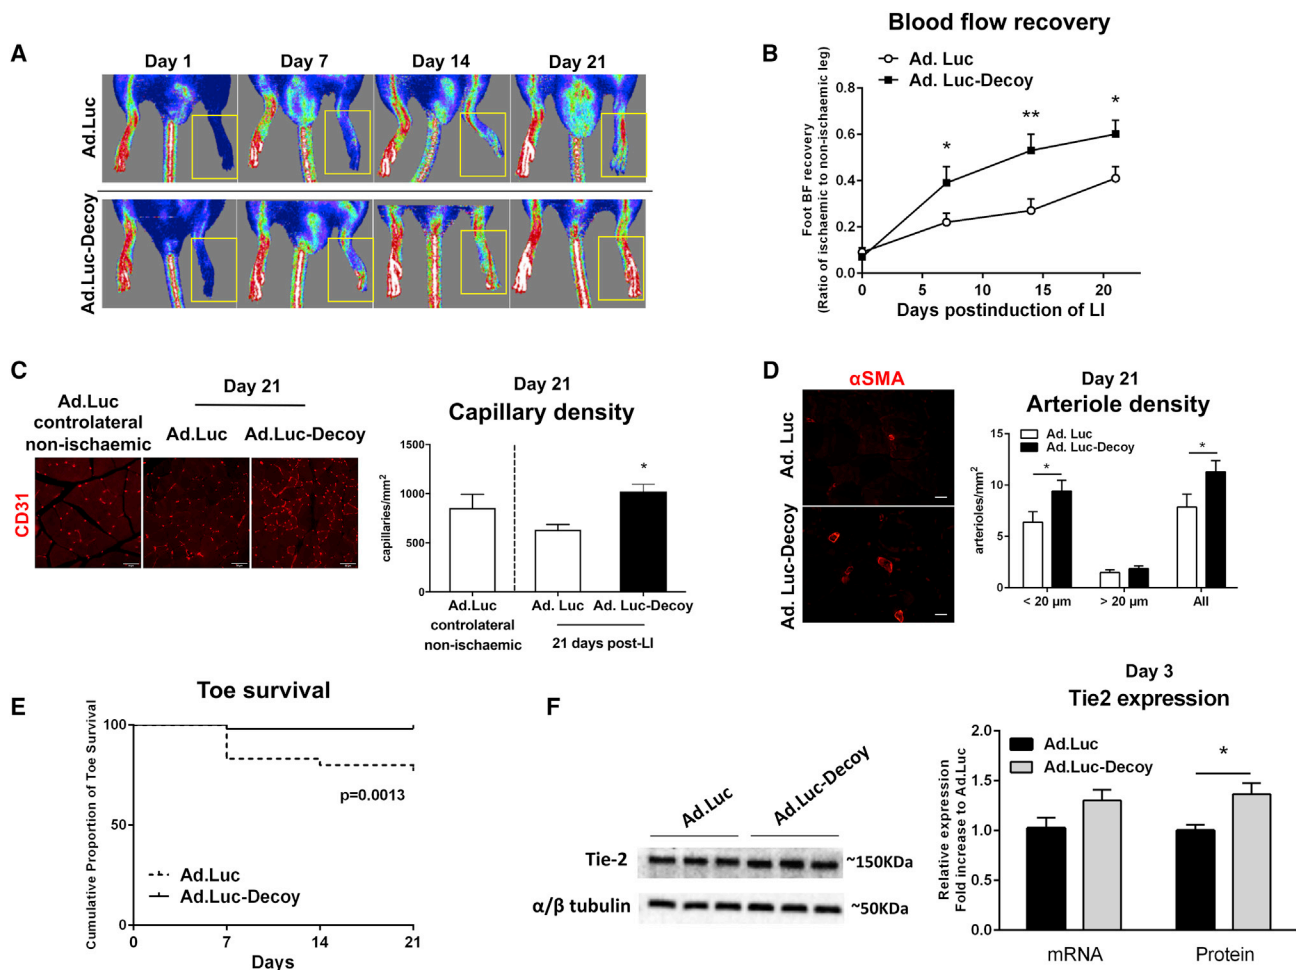 A
Day 1
Day 7
Day 14
Day 21
Ad.Luc
Ad.Luc-Decoy
B
Blood flow recovery
Ad. Luc
Ad. Luc-Decoy
Foot BF recovery
(Ratio of ischaemic to non-ischaemic leg)
0.8
0.6
0.4
0.2
0.0
*
**
*
0
5
10
15
20
Days postinduction of LI
C
Ad.Luc
controlateral
non-ischaemic
Day 21
Ad.Luc
Ad.Luc-Decoy
CD31
Day 21
Capillary density
capillaries/mm2
1500
1000
500
0
*
Ad.Luc
controlateral
non-ischaemic
Ad. Luc
Ad. Luc-Decoy
21 days post-LI
D
αSMA
Ad. Luc
Ad. Luc-Decoy
Day 21
Arteriole density
Ad. Luc
Ad. Luc-Decoy
arterioles/mm2
15
10
5
0
*
*
< 20 µm
> 20 µm
All
E
Toe survival
Cumulative Proportion of Toe Survival
100
50
0
p=0.0013
Ad.Luc
Ad.Luc-Decoy
0
7
14
21
Days
F
Ad.Luc
Ad.Luc-Decoy
Tie-2
~150KDa
α/β tubulin
~50KDa
Day 3
Tie2 expression
Ad.Luc
Ad.Luc-Decoy
Relative expression
Fold increase to Ad.Luc
2.0
1.5
1.0
0.5
0.0
*
mRNA
Protein